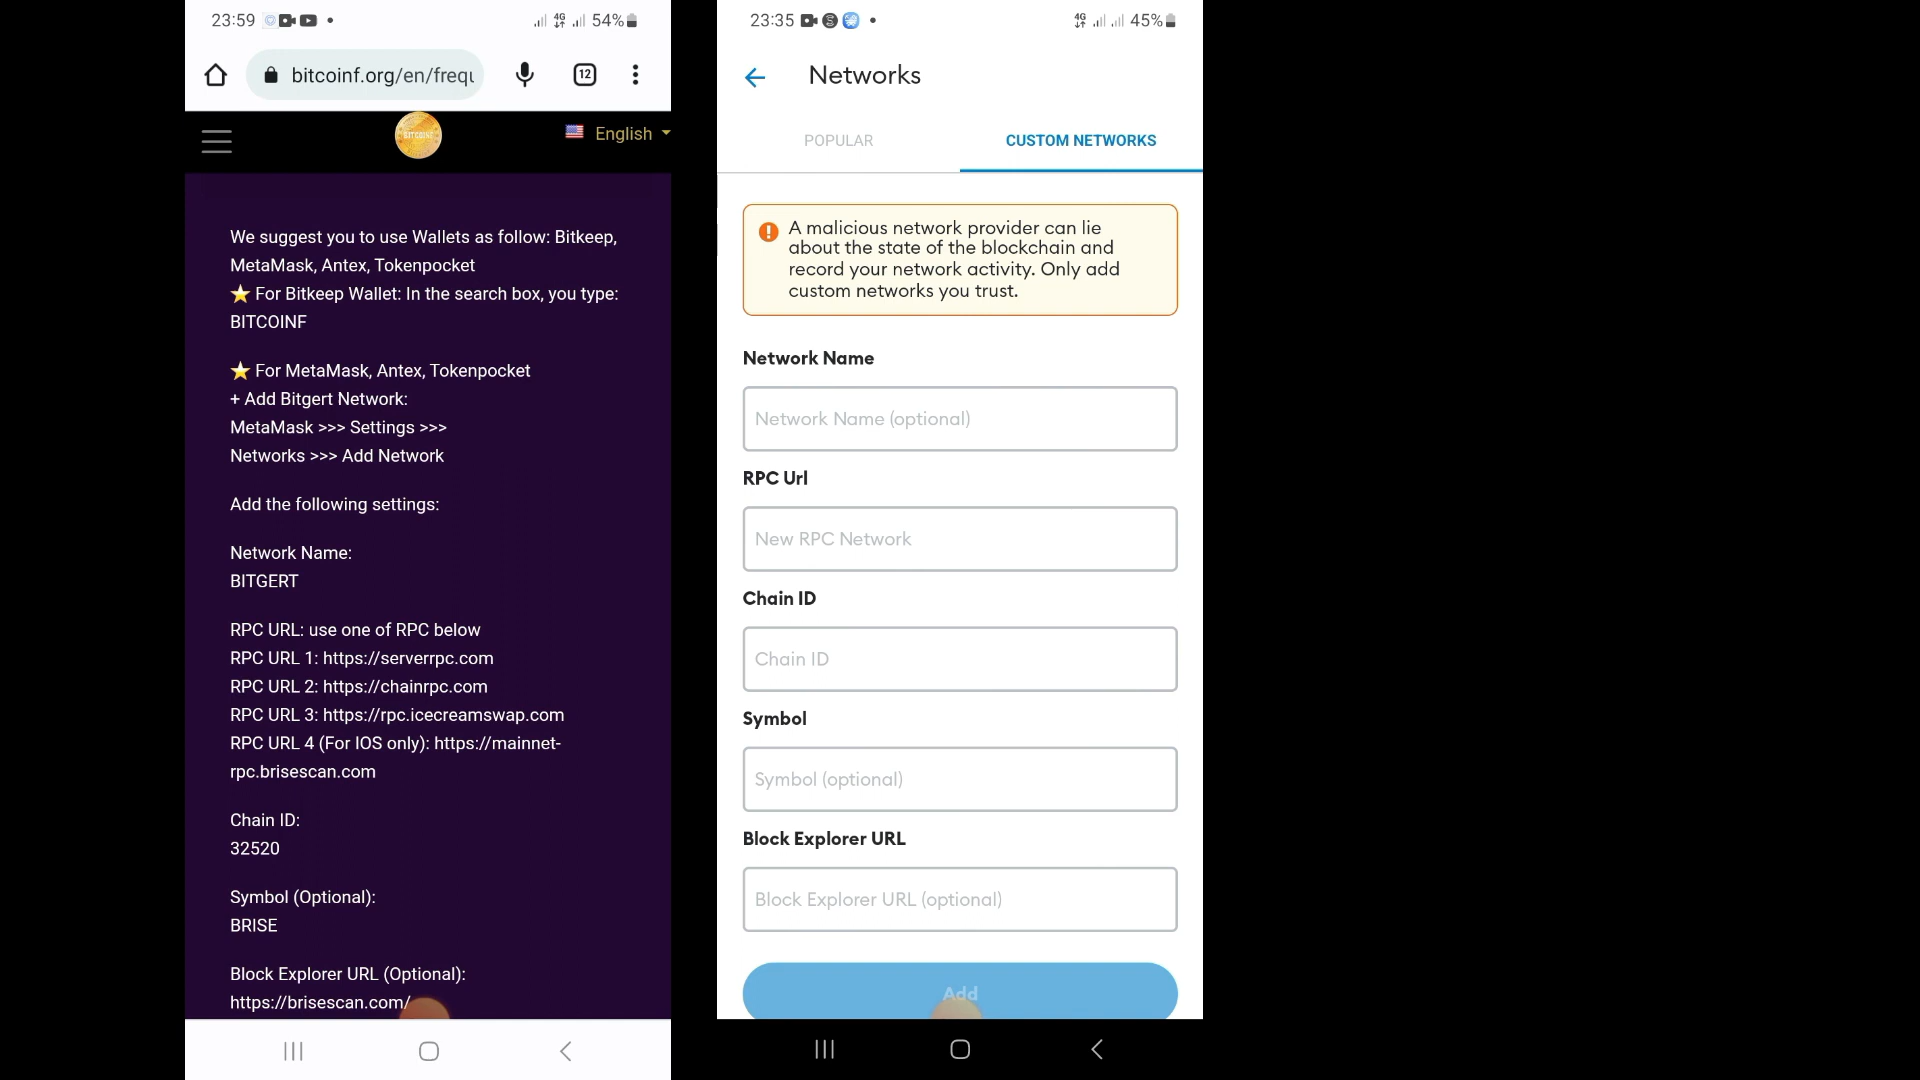 23:59
54%
bitcoinf.org/en/frequ
12
BITCOINF
English
We suggest you to use Wallets as follow: Bitkeep,
MetaMask, Antex, Tokenpocket
⭐ For Bitkeep Wallet: In the search box, you type:
BITCOINF
⭐ For MetaMask, Antex, Tokenpocket
+ Add Bitgert Network:
MetaMask >>> Settings >>>
Networks >>> Add Network
Add the following settings:
Network Name:
BITGERT
RPC URL: use one of RPC below
RPC URL 1: https://serverrpc.com
RPC URL 2: https://chainrpc.com
RPC URL 3: https://rpc.icecreamswap.com
RPC URL 4 (For IOS only): https://mainnet-
rpc.brisescan.com
Chain ID:
32520
Symbol (Optional):
BRISE
Block Explorer URL (Optional):
https://brisescan.com/
23:35
4G
45%
Networks
POPULAR
CUSTOM NETWORKS
A malicious network provider can lie
about the state of the blockchain and
record your network activity. Only add
custom networks you trust.
Network Name
Network Name (optional)
RPC Url
New RPC Network
Chain ID
Chain ID
Symbol
Symbol (optional)
Block Explorer URL
Block Explorer URL (optional)
Add